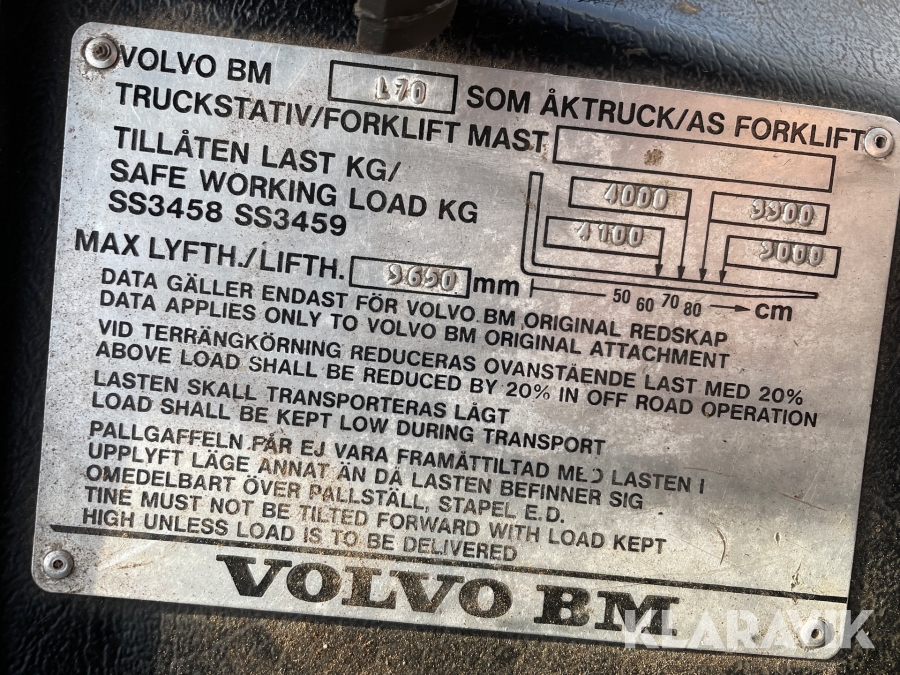 VOLVO BM L70 SOM ÅKTRUCK/AS FORKLIFT
TRUCKSTATIV/FORKLIFT MAST
TILLÅTEN LAST KG/
SAFE WORKING LOAD KG
SS3458 SS3459
4000
4100
3900
3000
MAX LYFTH./LIFTH. 3650 mm
50 60 70 80 cm
DATA GÄLLER ENDAST FÖR VOLVO BM ORIGINAL REDSKAP
DATA APPLIES ONLY TO VOLVO BM ORIGINAL ATTACHMENT
VID TERRÄNGKÖRNING REDUCERAS OVANSTÅENDE LAST MED 20%
ABOVE LOAD SHALL BE REDUCED BY 20% IN OFF ROAD OPERATION
LASTEN SKALL TRANSPORTERAS LÅGT
LOAD SHALL BE KEPT LOW DURING TRANSPORT
PALLGAFFELN FÅR EJ VARA FRAMÅTTILTAD MED LASTEN I
UPPLYFT LÄGE ANNAT ÄN DÅ LASTEN BEFINNER SIG
OMEDELBART ÖVER PALLSTÄLL, STAPEL E.D.
TINE MUST NOT BE TILTED FORWARD WITH LOAD KEPT
HIGH UNLESS LOAD IS TO BE DELIVERED
VOLVO BM
KLARAVIK